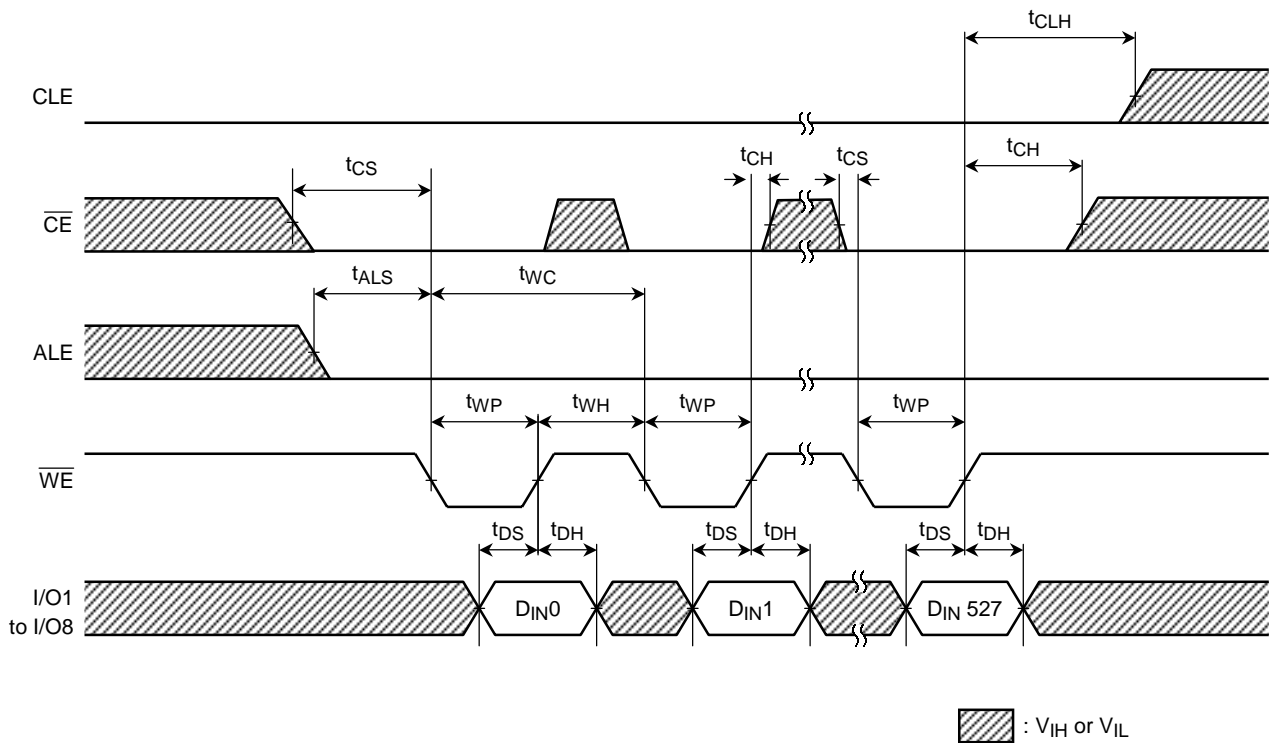 tCLH
CLE
tCS
tCH
tCS
tCH
CE
tALS
tWC
ALE
tWP
tWH
tWP
tWP
WE
tDS
tDH
tDS
tDH
tDS
tDH
I/O1
to I/O8
DIN0
DIN1
DIN 527
: VIH or VIL